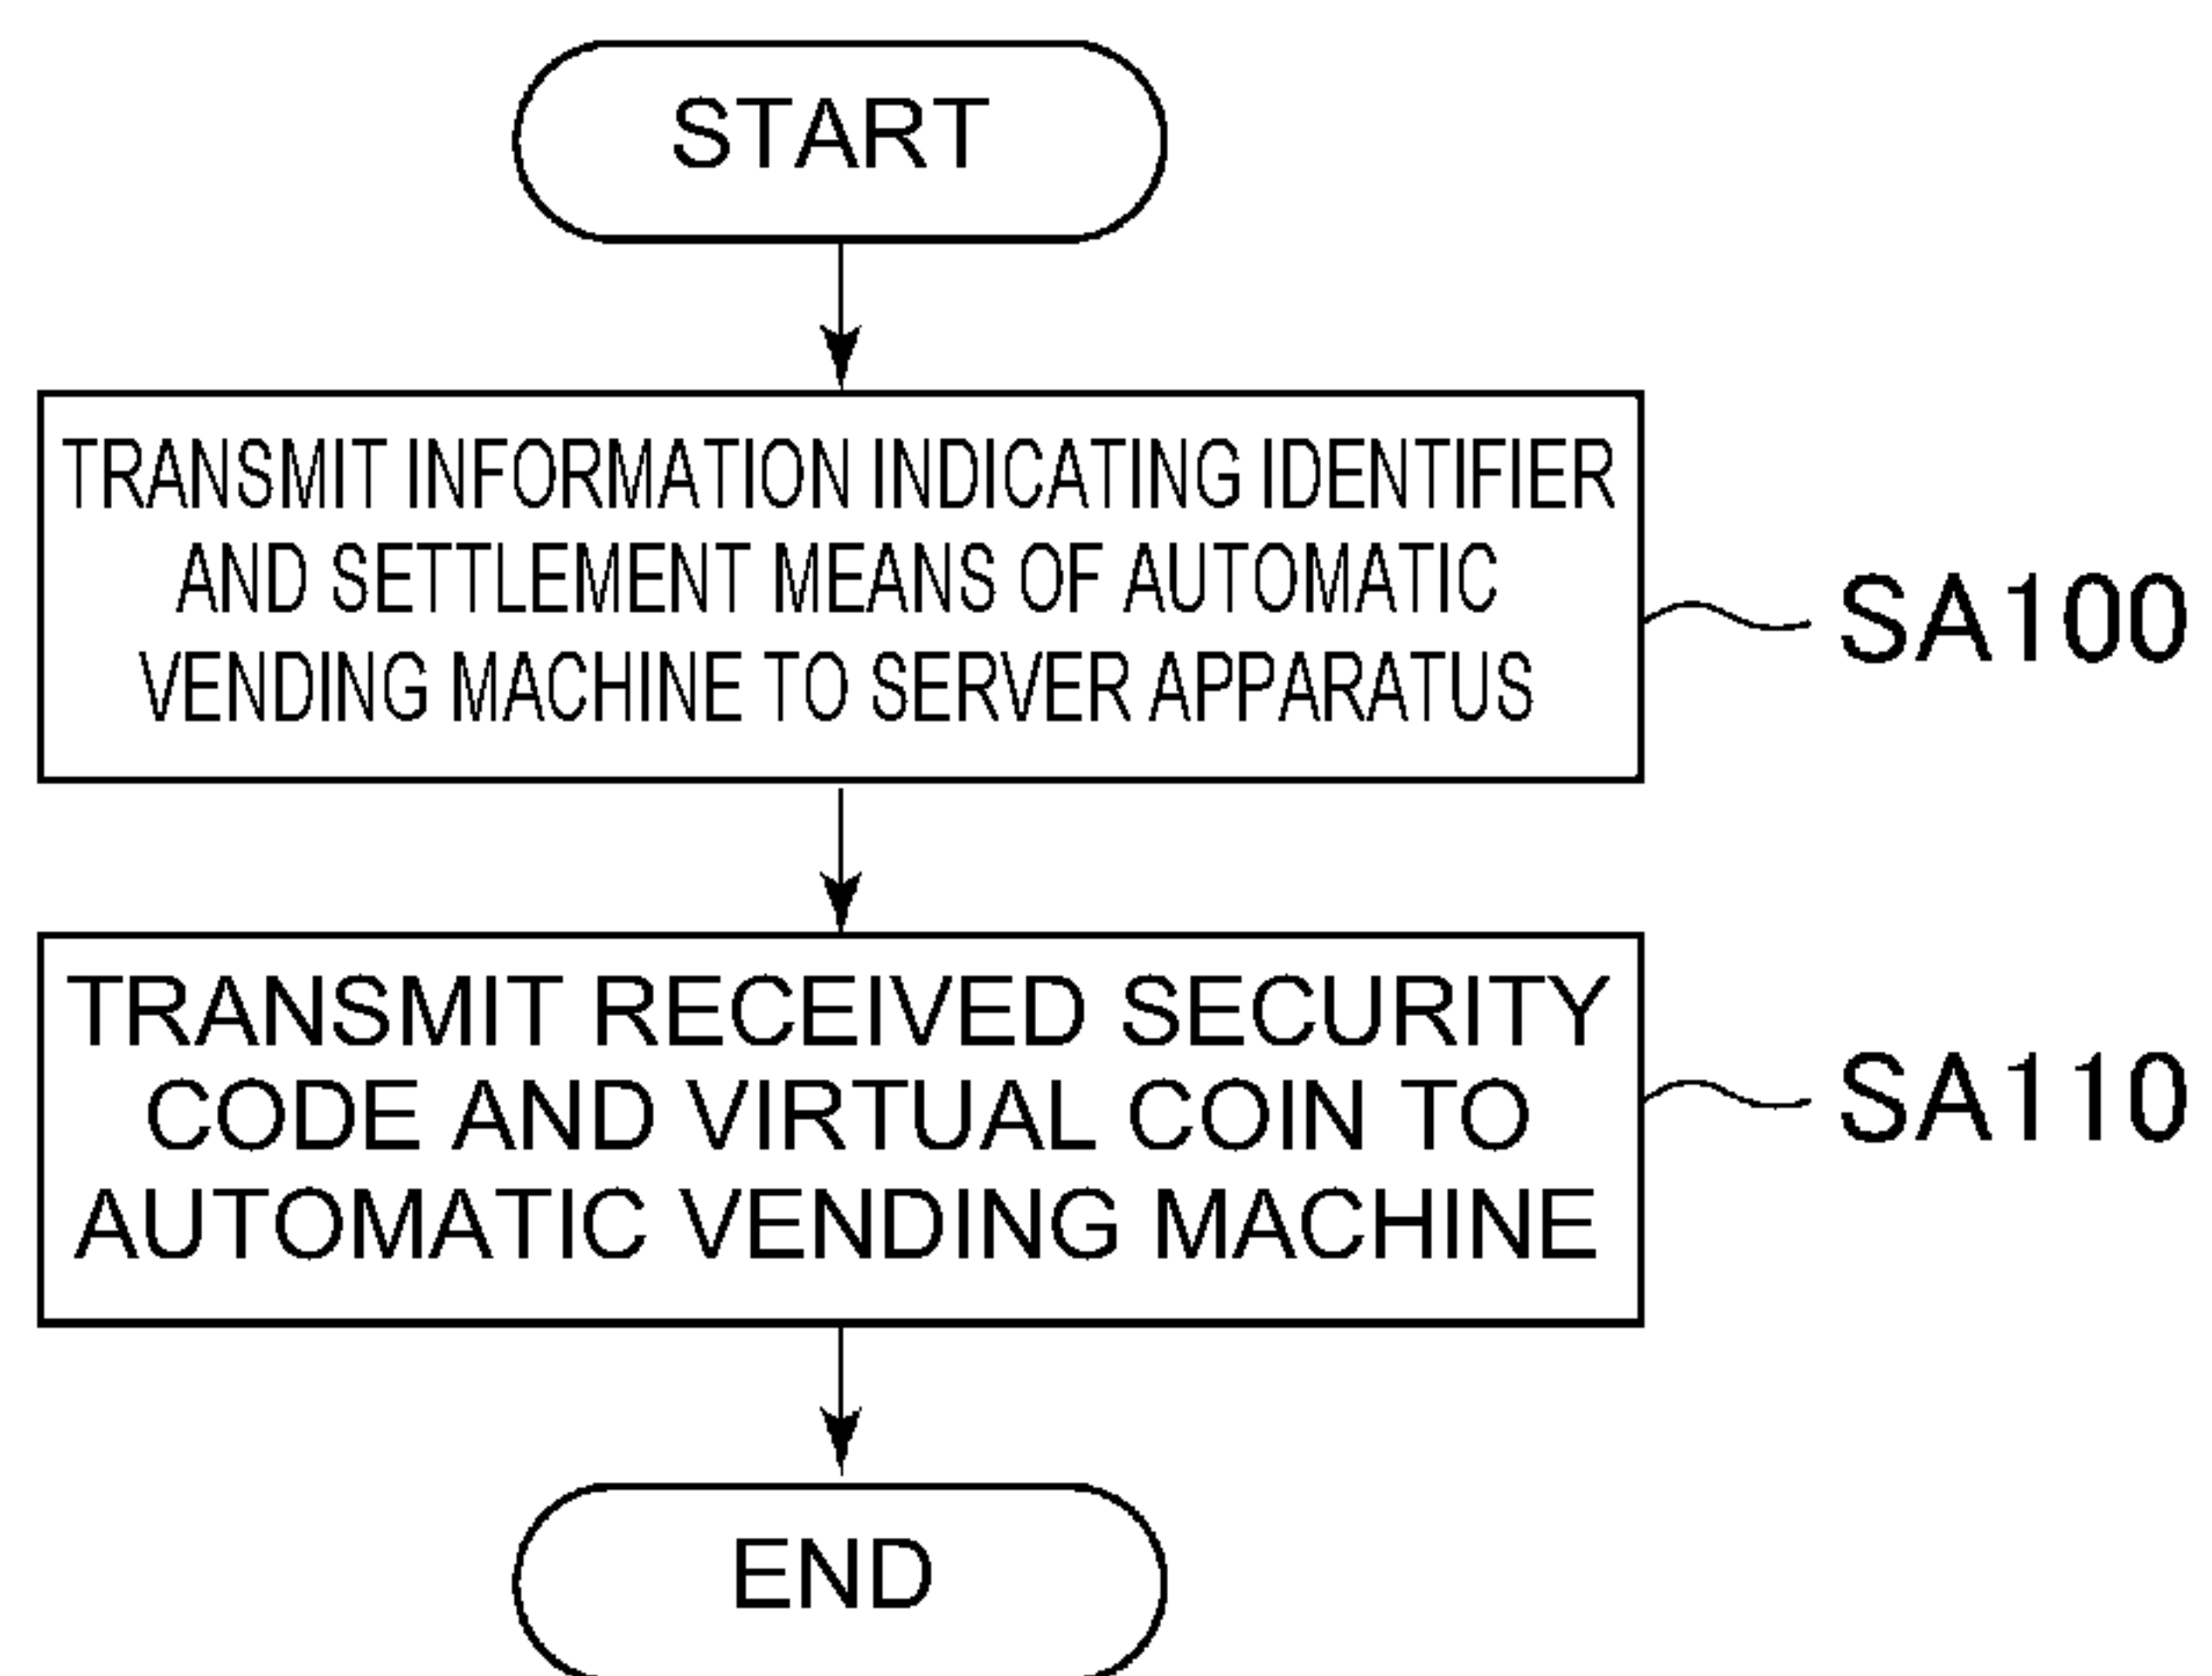 START
TRANSMIT INFORMATION INDICATING IDENTIFIER
AND SETTLEMENT MEANS OF AUTOMATIC
VENDING MACHINE TO SERVER APPARATUS
SA100
TRANSMIT RECEIVED SECURITY
CODE AND VIRTUAL COIN TO
AUTOMATIC VENDING MACHINE
SA110
END